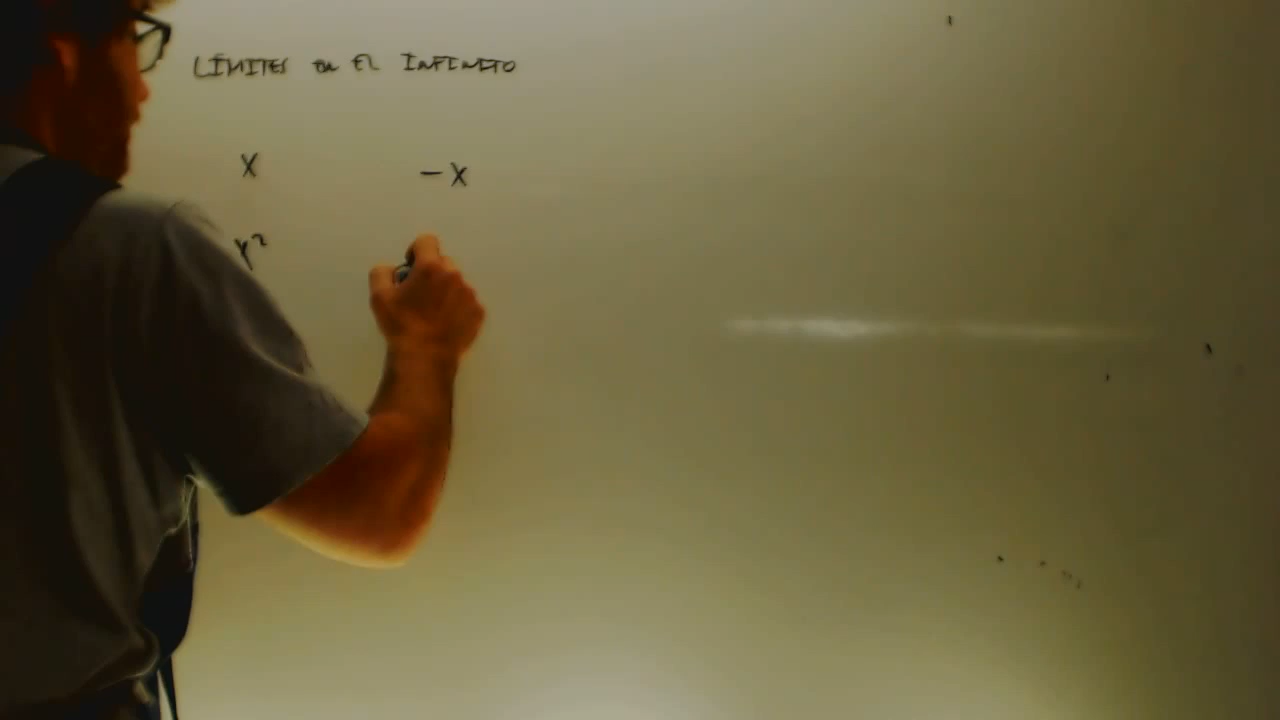 LÍMITES EN EL INFINITO
X -X
X²